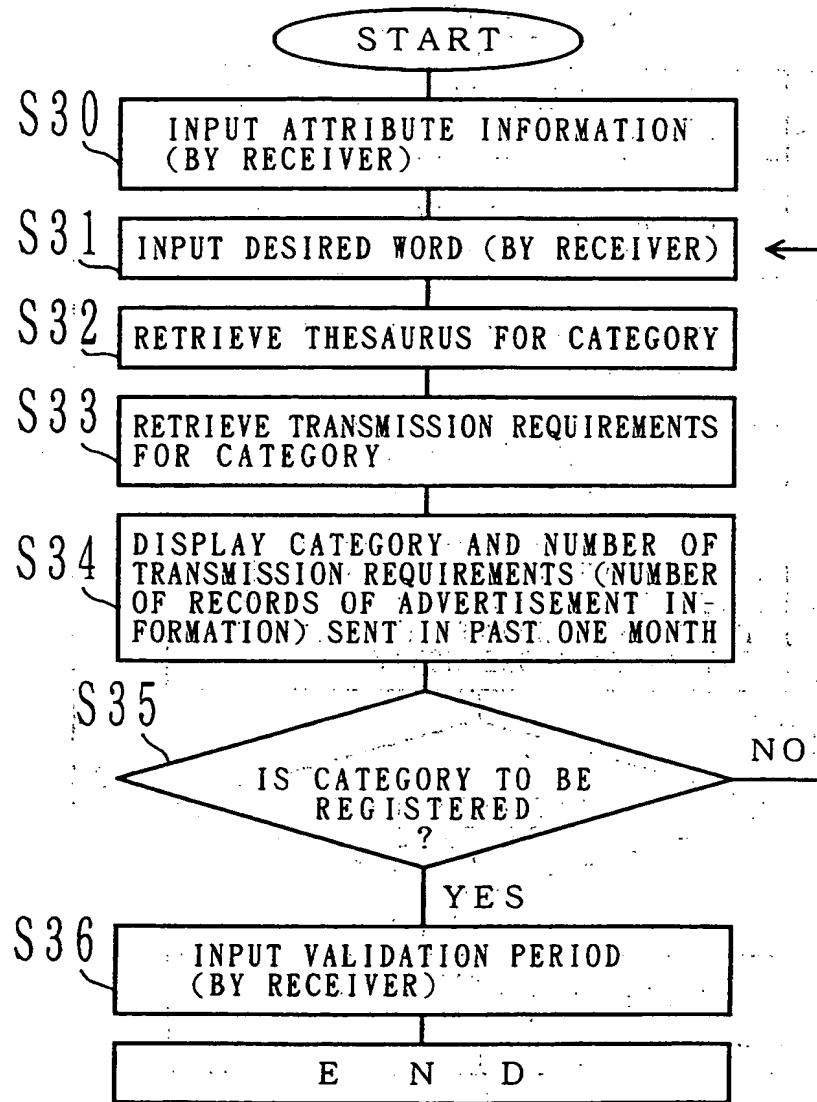 START
S30
INPUT ATTRIBUTE INFORMATION
(BY RECEIVER)
S31
INPUT DESIRED WORD (BY RECEIVER)
S32
RETRIEVE THESAURUS FOR CATEGORY
S33
RETRIEVE TRANSMISSION REQUIREMENTS
FOR CATEGORY
S34
DISPLAY CATEGORY AND NUMBER OF
TRANSMISSION REQUIREMENTS (NUMBER
OF RECORDS OF ADVERTISEMENT IN-
FORMATION) SENT IN PAST ONE MONTH
S35
IS CATEGORY TO BE
REGISTERED
?
NO
YES
S36
INPUT VALIDATION PERIOD
(BY RECEIVER)
END